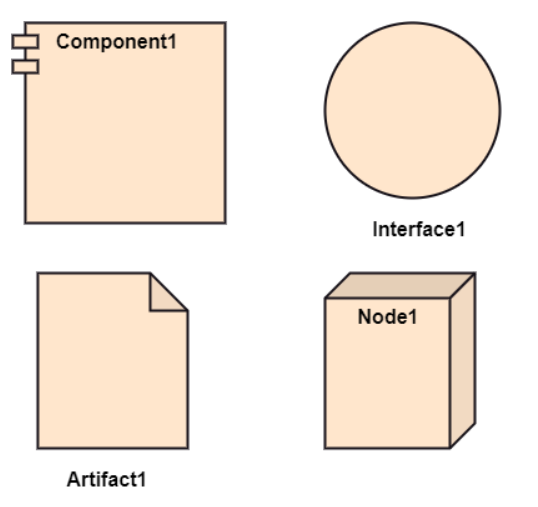 Component1
Interface1
Node1
Artifact1